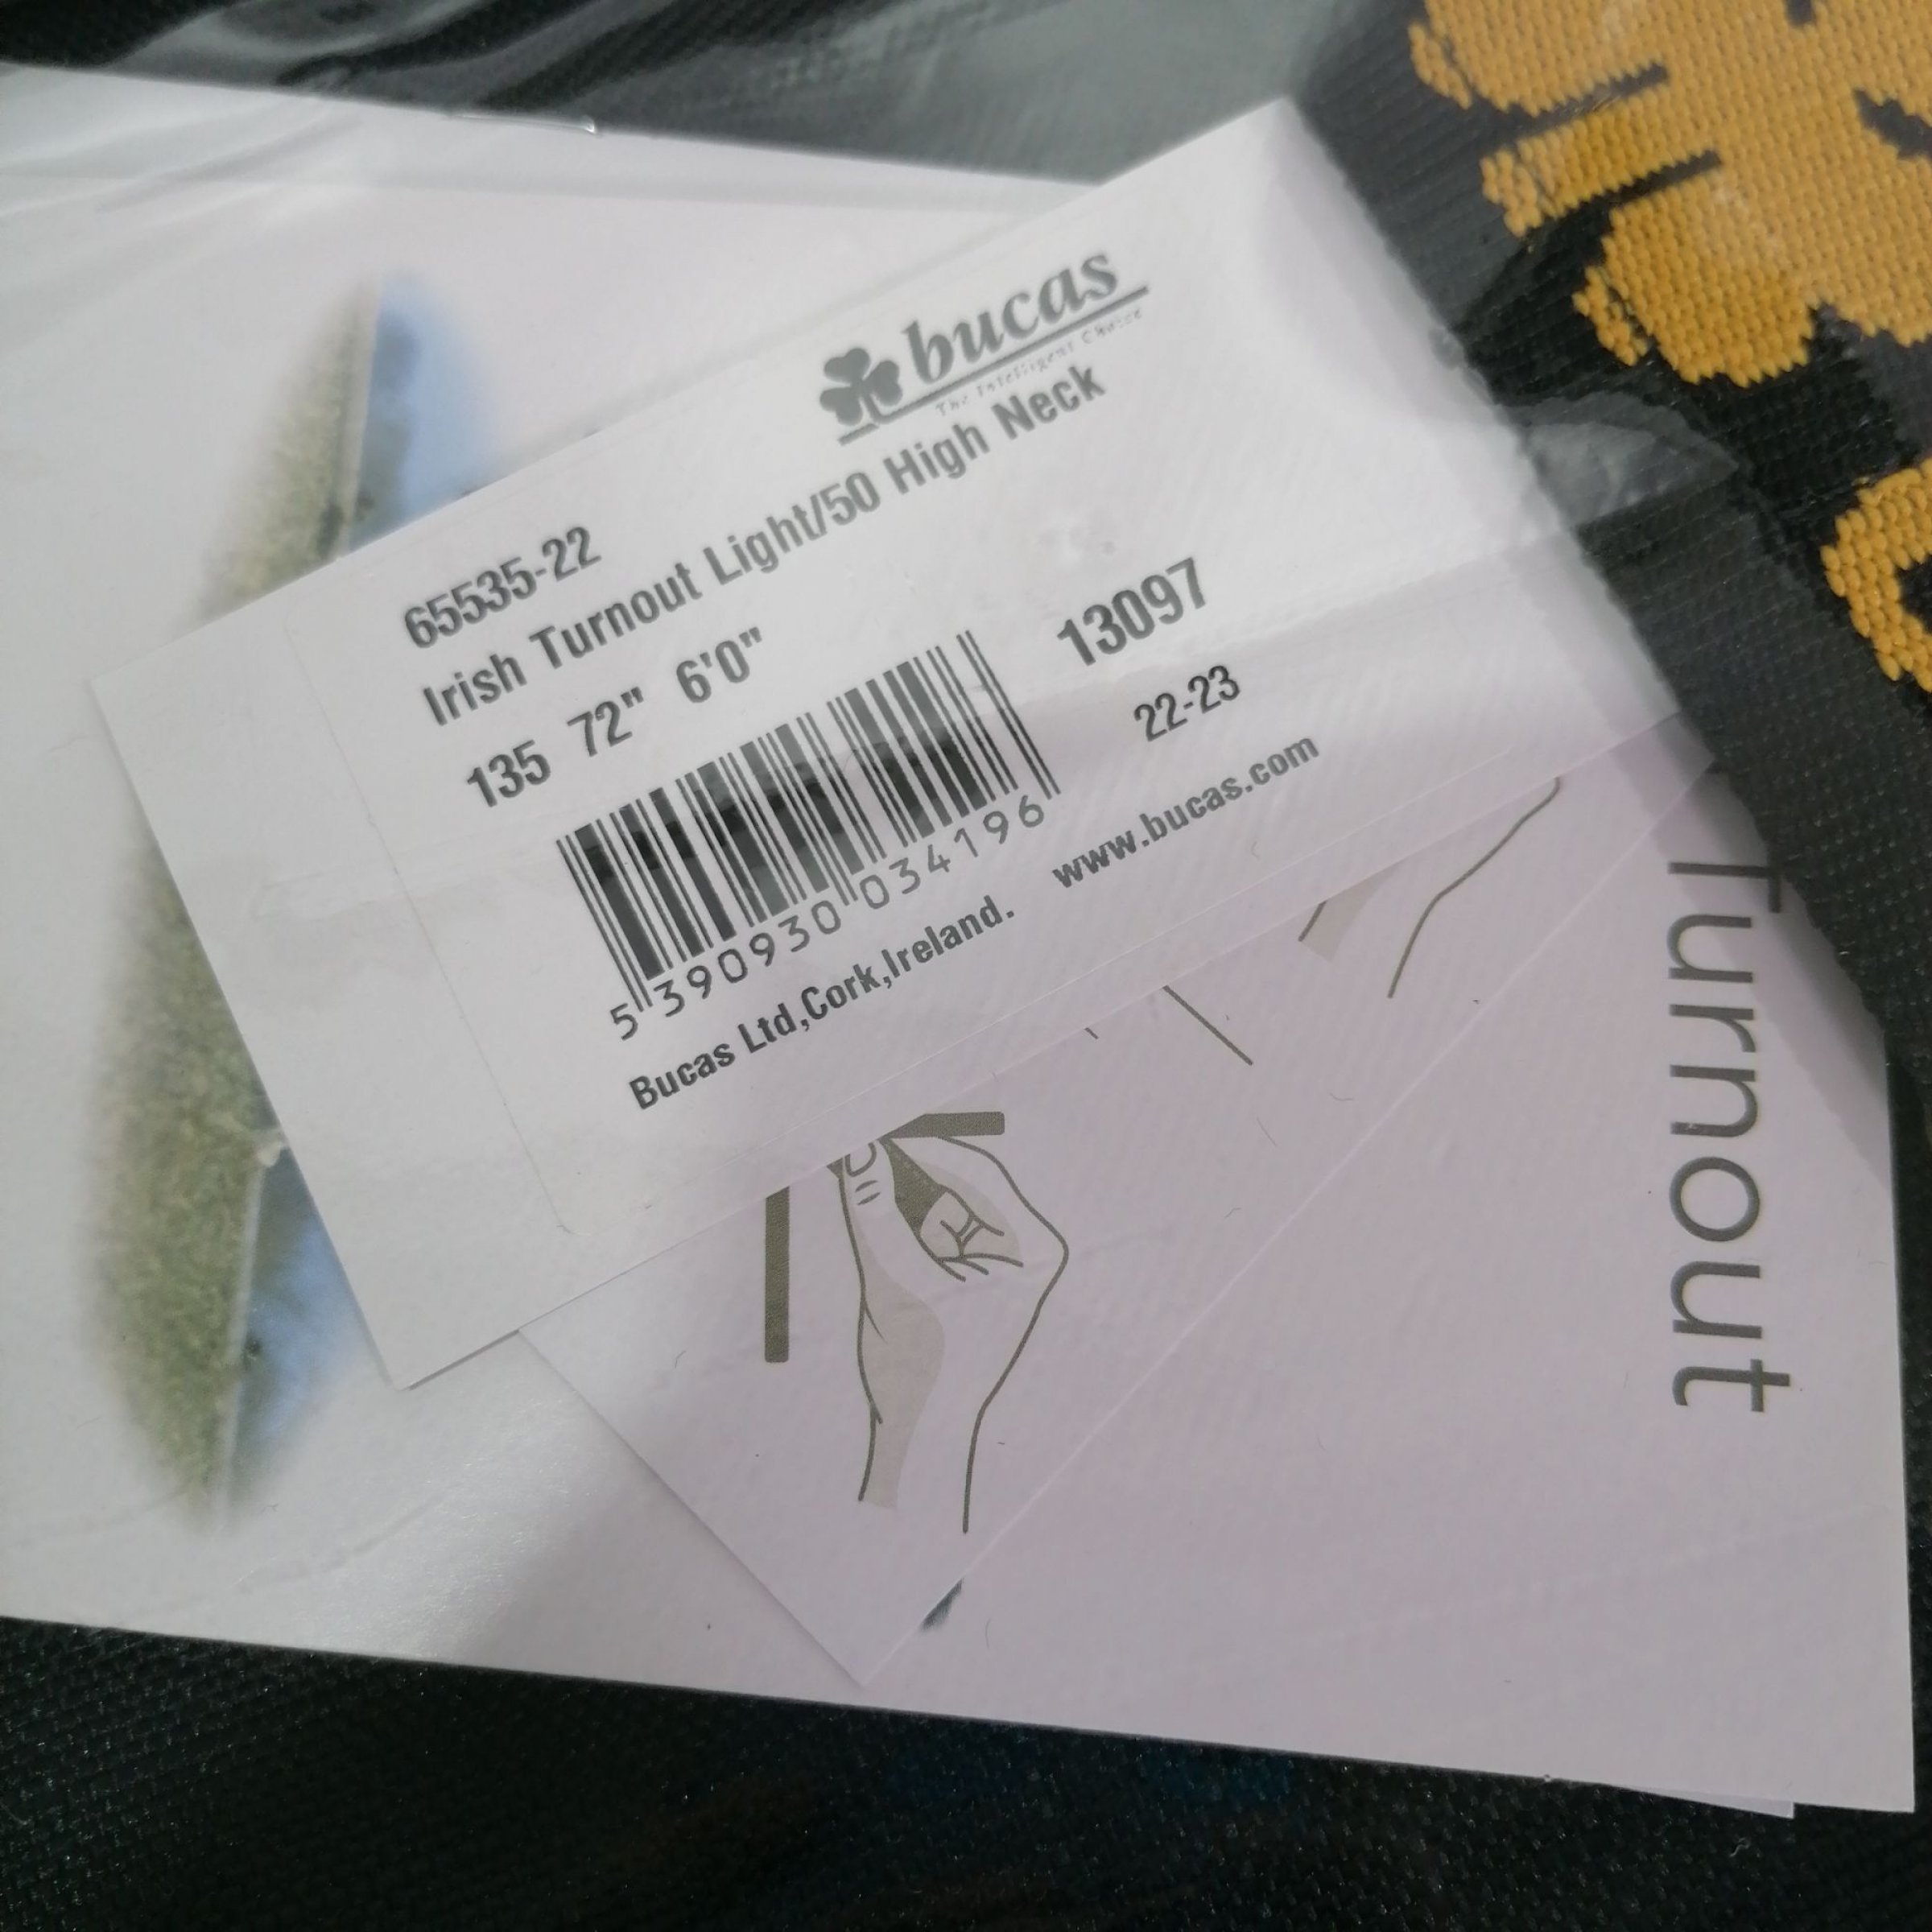 bucas
The Intelligent Choice
65535-22
Irish Turnout Light/50 High Neck
135 72" 6'0"
13097
22-23
5 390930 034196
Bucas Ltd,Cork,Ireland. www.bucas.com
Turnout